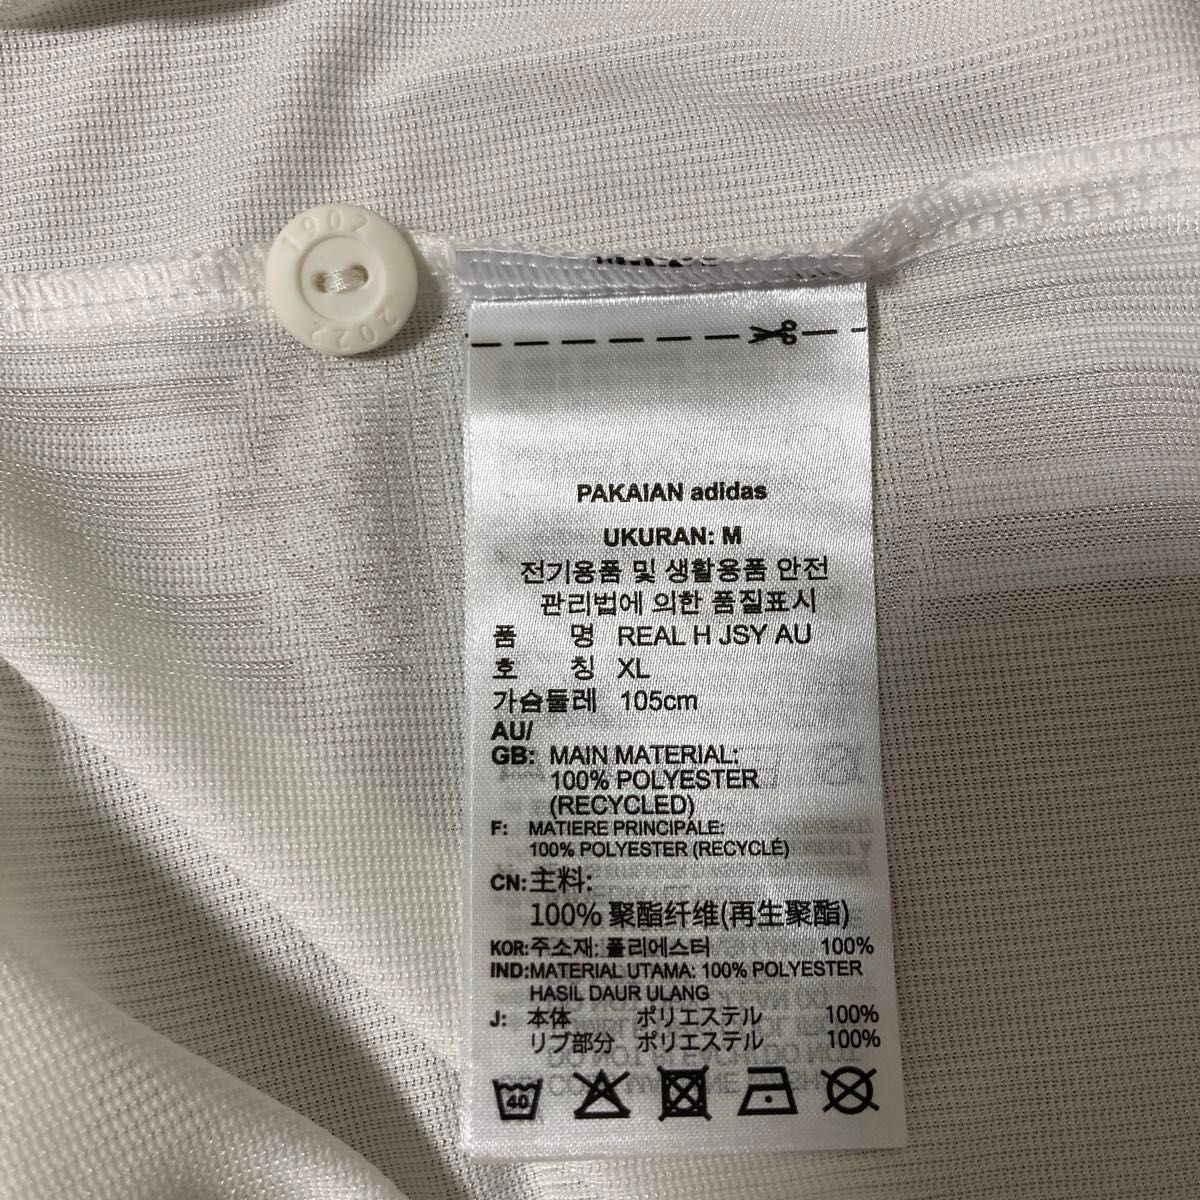 1902
2022
PAKAIAN adidas
UKURAN: M
전기용품 및 생활용품 안전
관리법에 의한 품질표시
품 명 REAL H JSY AU
호 칭 XL
가슴둘레 105cm
AU/
GB: MAIN MATERIAL:
100% POLYESTER
(RECYCLED)
F: MATIERE PRINCIPALE:
100% POLYESTER (RECYCLÉ)
CN:主料:
100% 聚酯纤维(再生聚酯)
KOR:주소재: 폴리에스터 100%
IND:MATERIAL UTAMA: 100% POLYESTER
HASIL DAUR ULANG
J: 本体 ポリエステル 100%
リブ部分 ポリエステル 100%
40